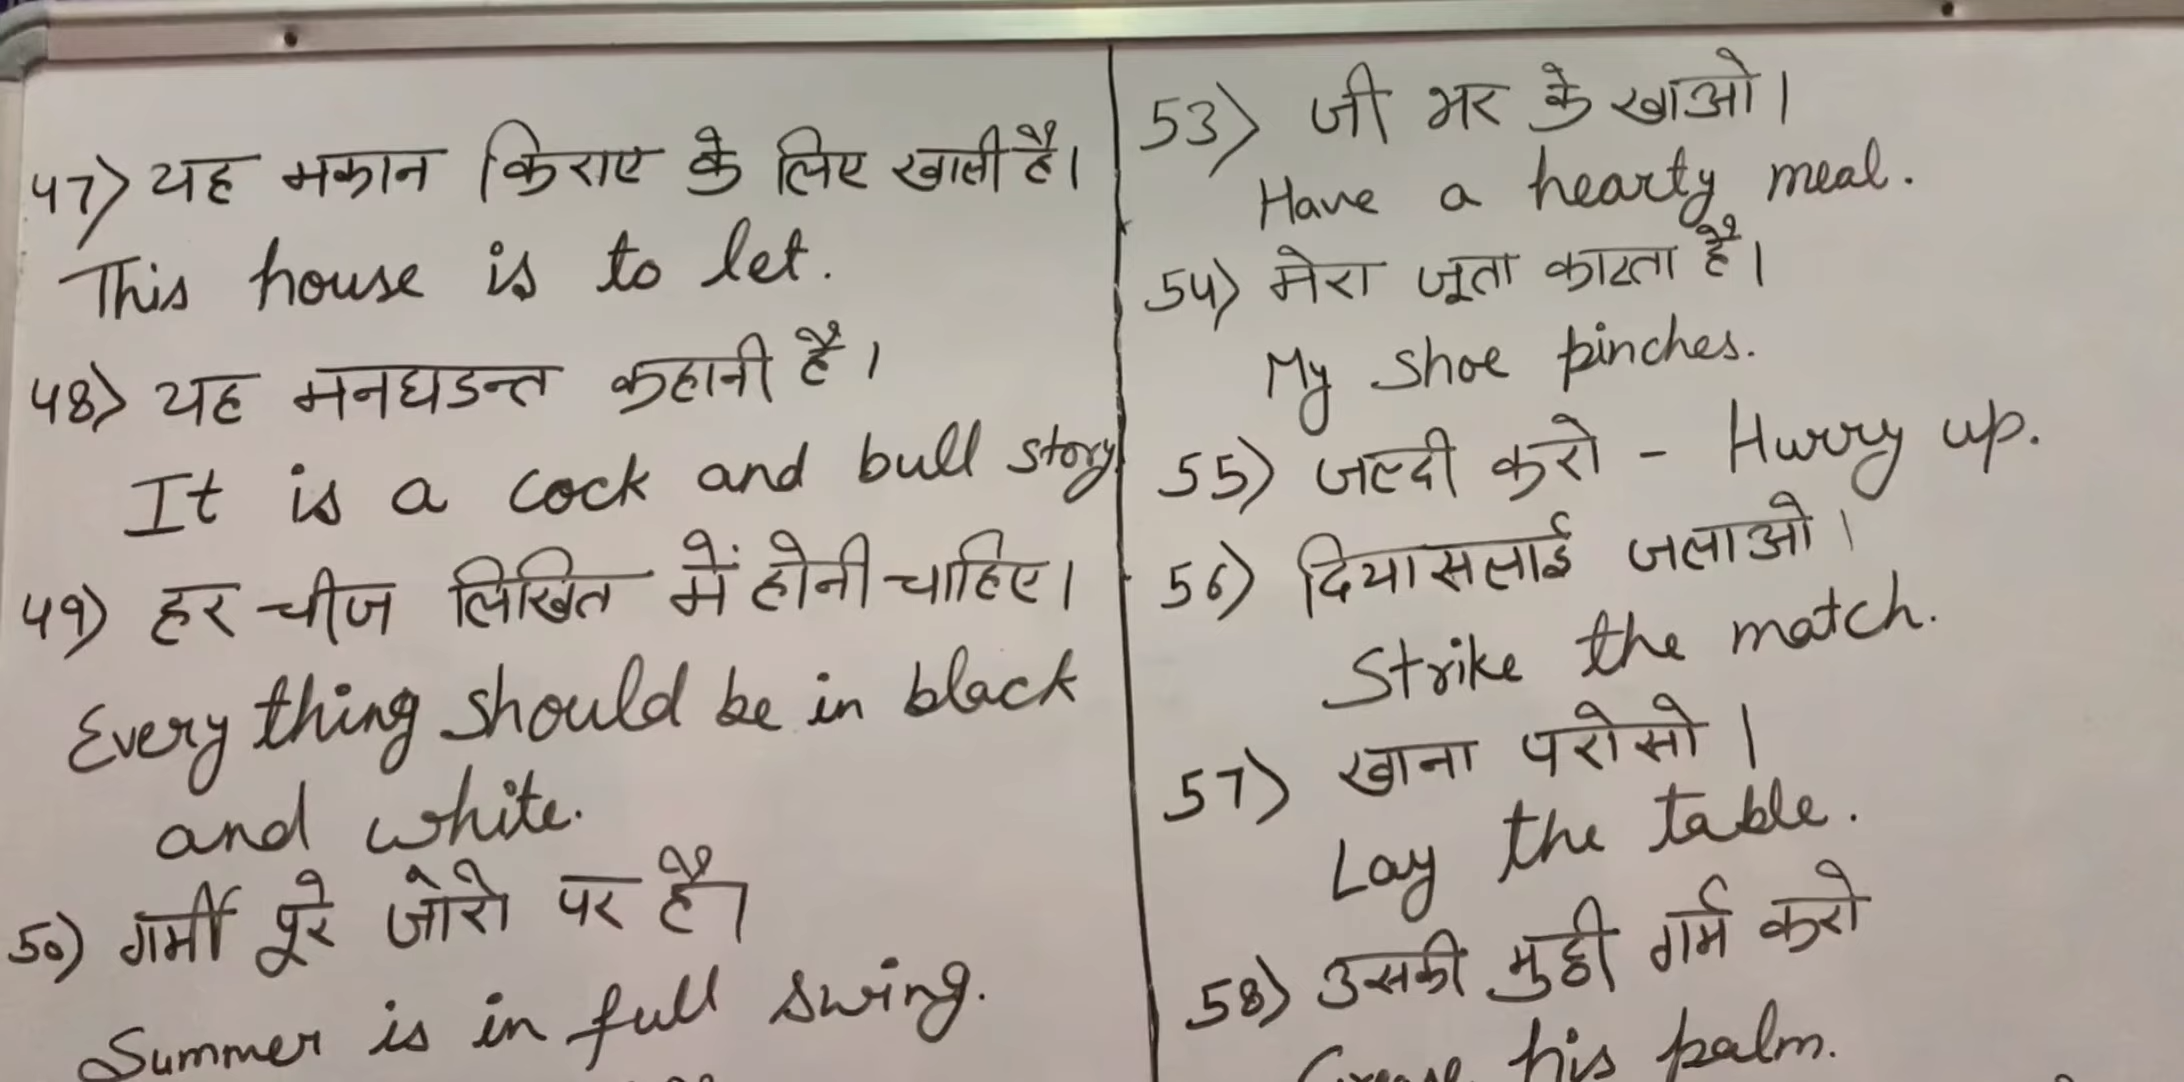 47) यह मकान किराए के लिए खाली है।
This house is to let.
48) यह मनघडन्त कहानी है।
It is a cock and bull story
49) हर चीज लिखित में होनी चाहिए।
Every thing should be in black
and white.
50) गर्मी पूरे जोरो पर है।
Summer is in full swing.
53) जी भर के खाओ।
Have a hearty meal.
54) मेरा जूता काटता है।
My shoe pinches.
55) जल्दी करो - Hurry up.
56) दियासलाई जलाओ।
Strike the match.
57) खाना परोसो।
Lay the table.
58) उसकी मुठ्ठी गर्म करो
Grease his palm.